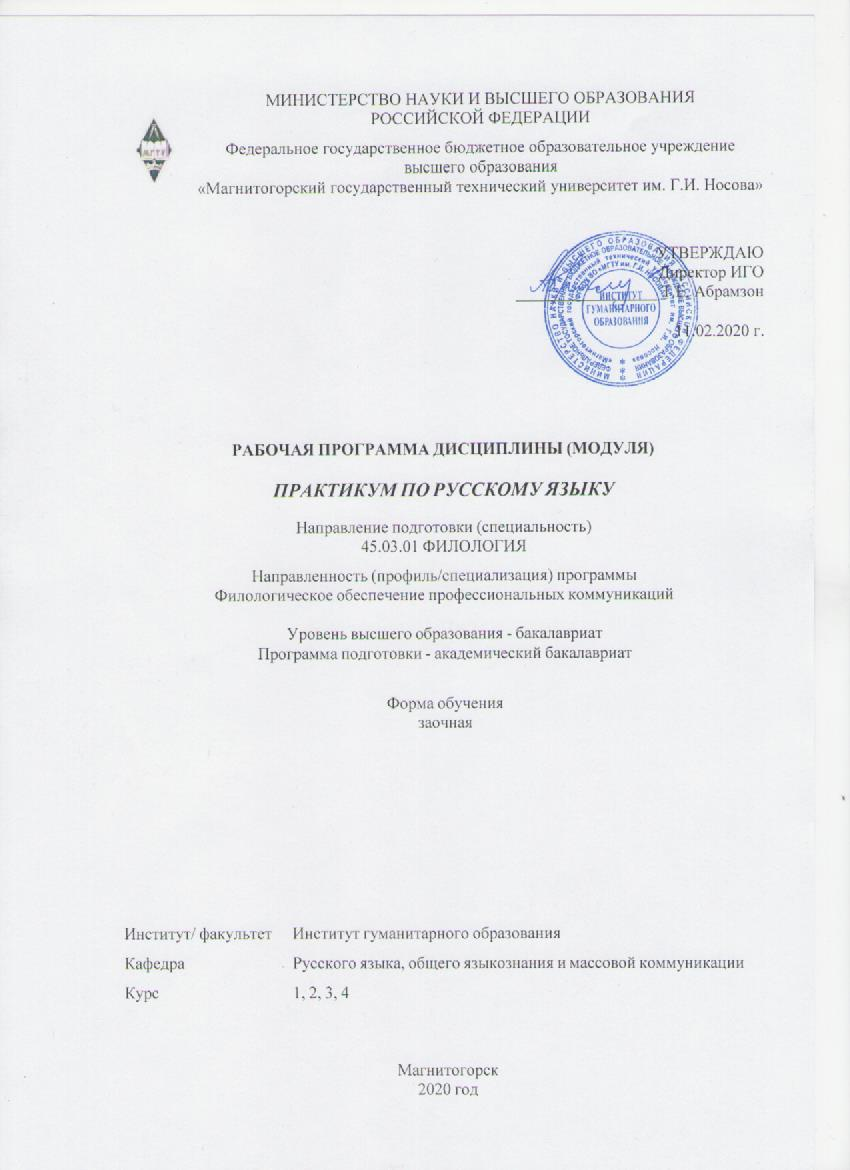 МИНИСТЕРСТВО НАУКИ И ВЫСШЕГО ОБРАЗОВАНИЯ
РОССИЙСКОЙ ФЕДЕРАЦИИ
МГТУ
Федеральное государственное бюджетное образовательное учреждение
высшего образования
«Магнитогорский государственный технический университет им. Г.И. Носова»
УТВЕРЖДАЮ
Директор ИГО
Абрамзон
ИНСТИТУТ
ГУМАНИТАРНОГО
ОБРАЗОВАНИЯ
11.02.2020 г.
РАБОЧАЯ ПРОГРАММА ДИСЦИПЛИНЫ (МОДУЛЯ)
ПРАКТИКУМ ПО РУССКОМУ ЯЗЫКУ
Направление подготовки (специальность)
45.03.01 ФИЛОЛОГИЯ
Направленность (профиль/специализация) программы
Филологическое обеспечение профессиональных коммуникаций
Уровень высшего образования - бакалавриат
Программа подготовки - академический бакалавриат
Форма обучения
заочная
Институт/ факультет Институт гуманитарного образования
Кафедра Русского языка, общего языкознания и массовой коммуникации
Курс 1, 2, 3, 4
Магнитогорск
2020 год